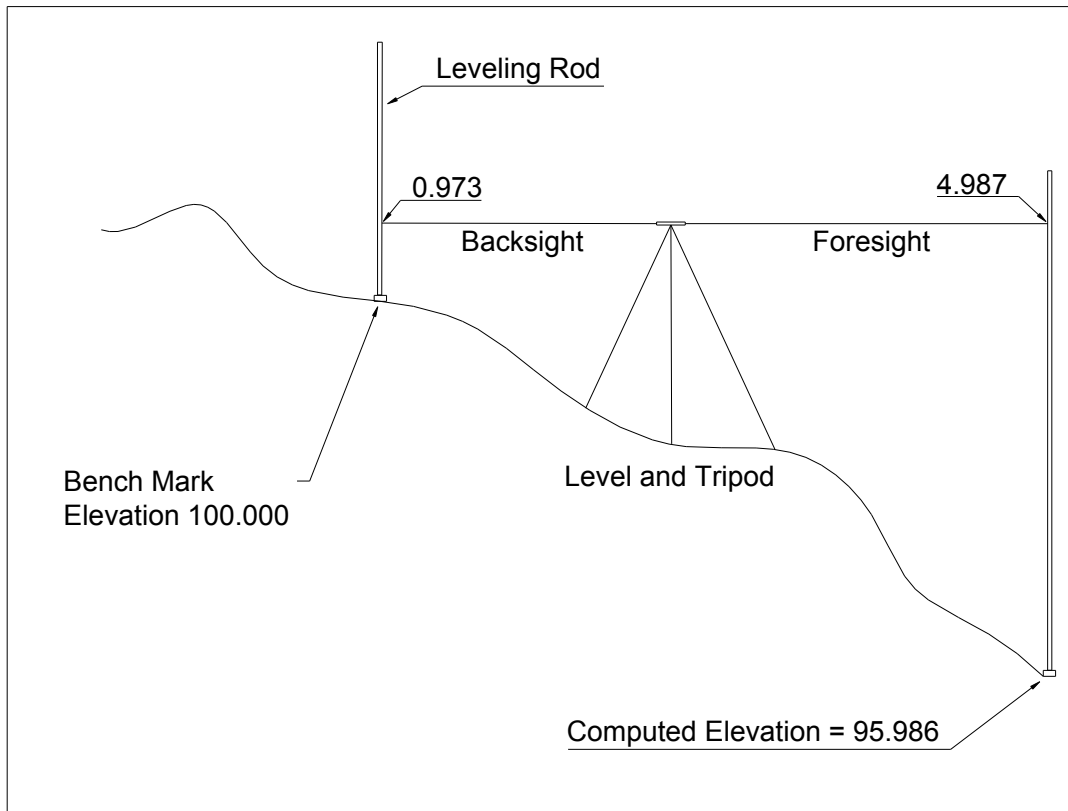 Leveling Rod
0.973
4.987
Backsight
Foresight
Level and Tripod
Bench Mark
Elevation 100.000
Computed Elevation = 95.986